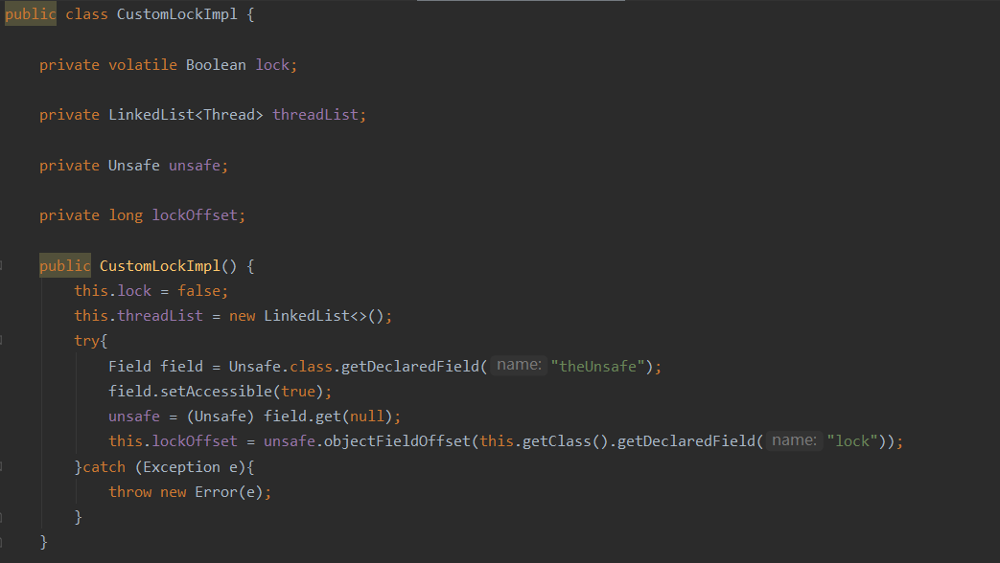 public class CustomLockImpl {
private volatile Boolean lock;
private LinkedList<Thread> threadList;
private Unsafe unsafe;
private long lockOffset;
public CustomLockImpl() {
this.lock = false;
this.threadList = new LinkedList<>();
try{
Field field = Unsafe.class.getDeclaredField( name: "theUnsafe");
field.setAccessible(true);
unsafe = (Unsafe) field.get(null);
this.lockOffset = unsafe.objectFieldOffset(this.getClass().getDeclaredField( name: "lock"));
}catch (Exception e){
throw new Error(e);
}
}